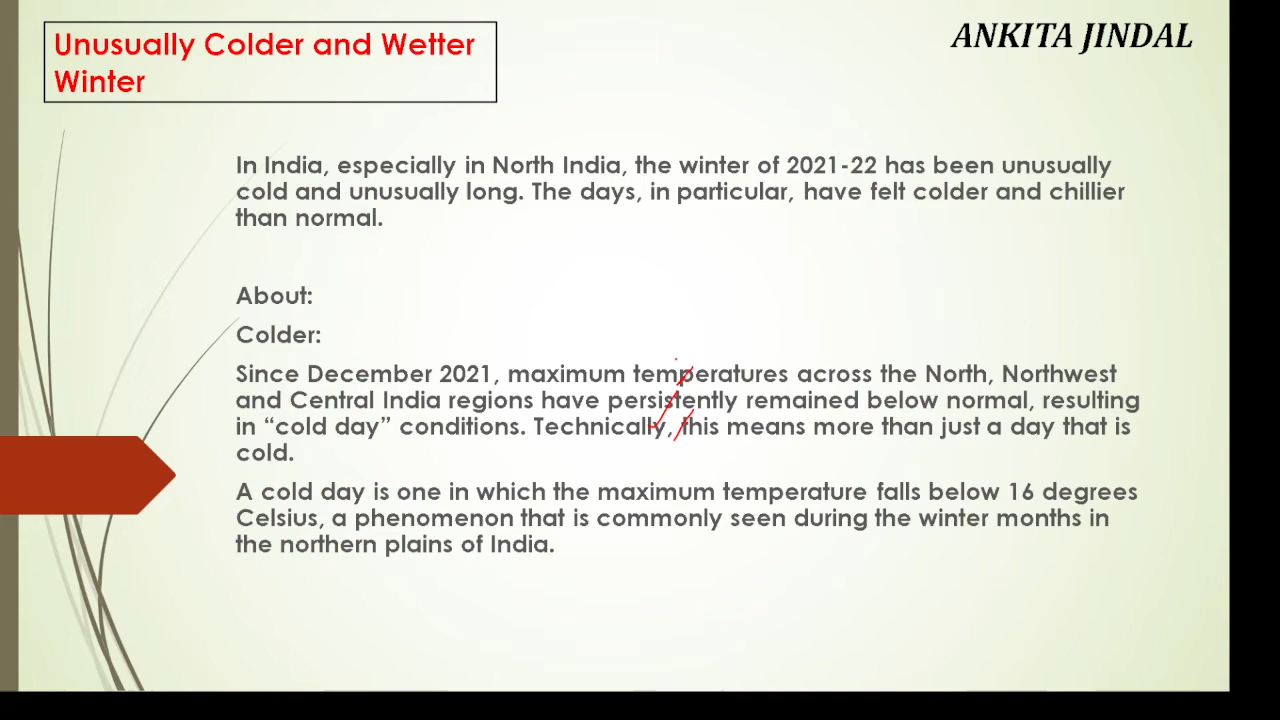 Unusually Colder and Wetter
Winter
ANKITA JINDAL
In India, especially in North India, the winter of 2021-22 has been unusually
cold and unusually long. The days, in particular, have felt colder and chillier
than normal.
About:
Colder:
Since December 2021, maximum temperatures across the North, Northwest
and Central India regions have persistently remained below normal, resulting
in “cold day” conditions. Technically, this means more than just a day that is
cold.
A cold day is one in which the maximum temperature falls below 16 degrees
Celsius, a phenomenon that is commonly seen during the winter months in
the northern plains of India.